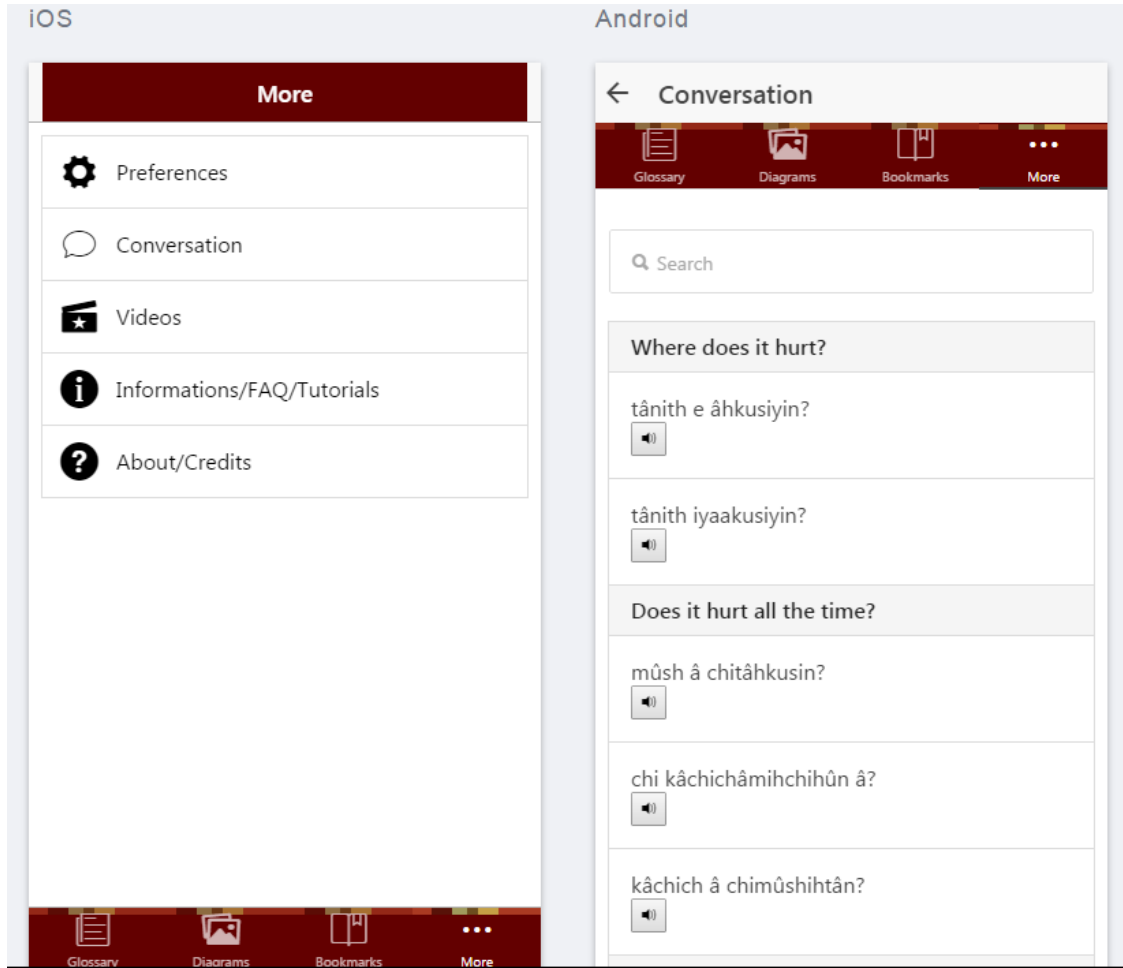 iOS
More
Preferences
Conversation
Videos
Informations/FAQ/Tutorials
About/Credits
Glossary Diagrams Bookmarks More
Android
Conversation
Glossary Diagrams Bookmarks More
Search
Where does it hurt?
tânith e âhkusiyin?
tânith iyaakusiyin?
Does it hurt all the time?
mûsh â chitâhkusin?
chi kâchichâmihchihûn â?
kâchich â chimûshihtân?